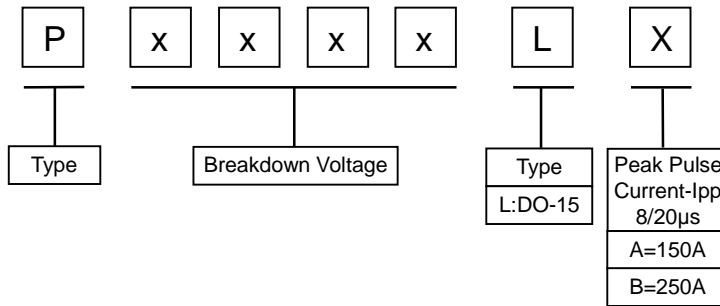 P x x x x L X
Type
Breakdown Voltage
Type
L:DO-15
Peak Pulse
Current-Ipp
8/20μs
A=150A
B=250A